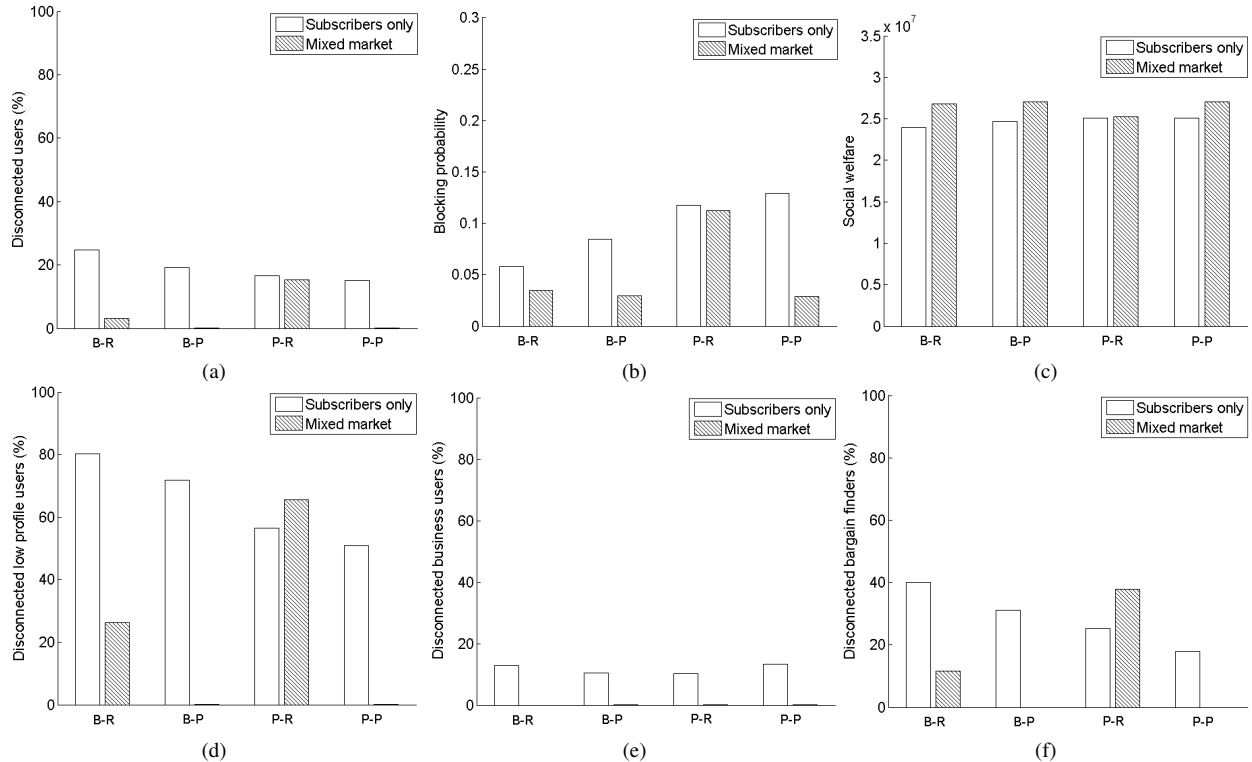 100
80
60
40
20
0
Disconnected users (%)
Subscribers only
Mixed market
B-R B-P P-R P-P
(a)
0.3
0.25
0.2
0.15
0.1
0.05
0
Blocking probability
Subscribers only
Mixed market
B-R B-P P-R P-P
(b)
x 10^7
3.5
3
2.5
2
1.5
1
0.5
0
Social welfare
Subscribers only
Mixed market
B-R B-P P-R P-P
(c)
100
80
60
40
20
0
Disconnected low profile users (%)
Subscribers only
Mixed market
B-R B-P P-R P-P
(d)
100
80
60
40
20
0
Disconnected business users (%)
Subscribers only
Mixed market
B-R B-P P-R P-P
(e)
100
80
60
40
20
0
Disconnected bargain finders (%)
Subscribers only
Mixed market
B-R B-P P-R P-P
(f)